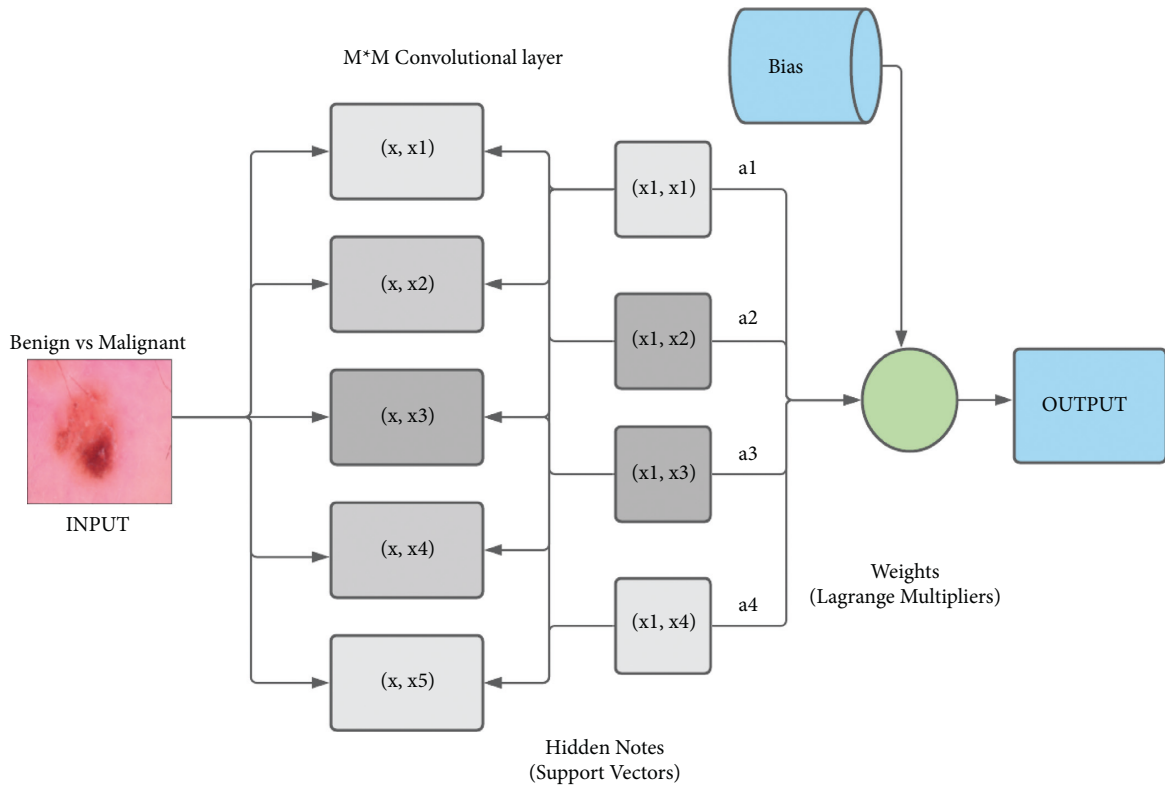 M*M Convolutional layer
Bias
(x, x1)
(x, x2)
(x, x3)
(x, x4)
(x, x5)
(x1, x1)
(x1, x2)
(x1, x3)
(x1, x4)
a1
a2
a3
a4
Benign vs Malignant
INPUT
OUTPUT
Weights
(Lagrange Multipliers)
Hidden Notes
(Support Vectors)